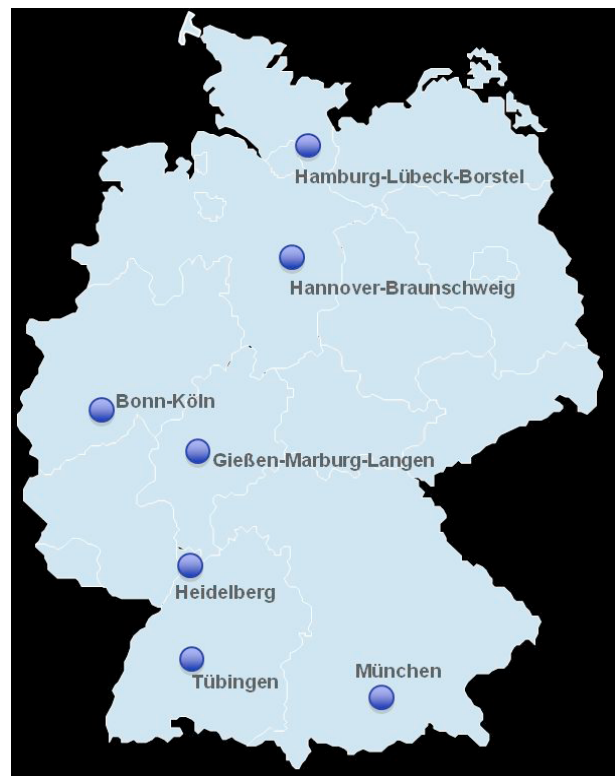 Hamburg-Lübeck-Borstel
Hannover-Braunschweig
Bonn-Köln
Gießen-Marburg-Langen
Heidelberg
Tübingen
München